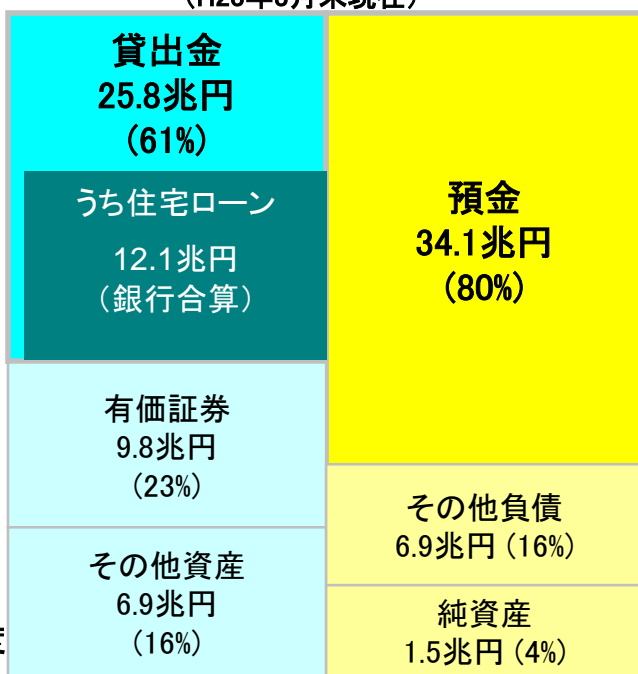 貸出金
25.8兆円
(61%)
うち住宅ローン
12.1兆円
（銀行合算）
有価証券
9.8兆円
(23%)
その他資産
6.9兆円
(16%)
預金
34.1兆円
(80%)
その他負債
6.9兆円 (16%)
純資産
1.5兆円 (4%)